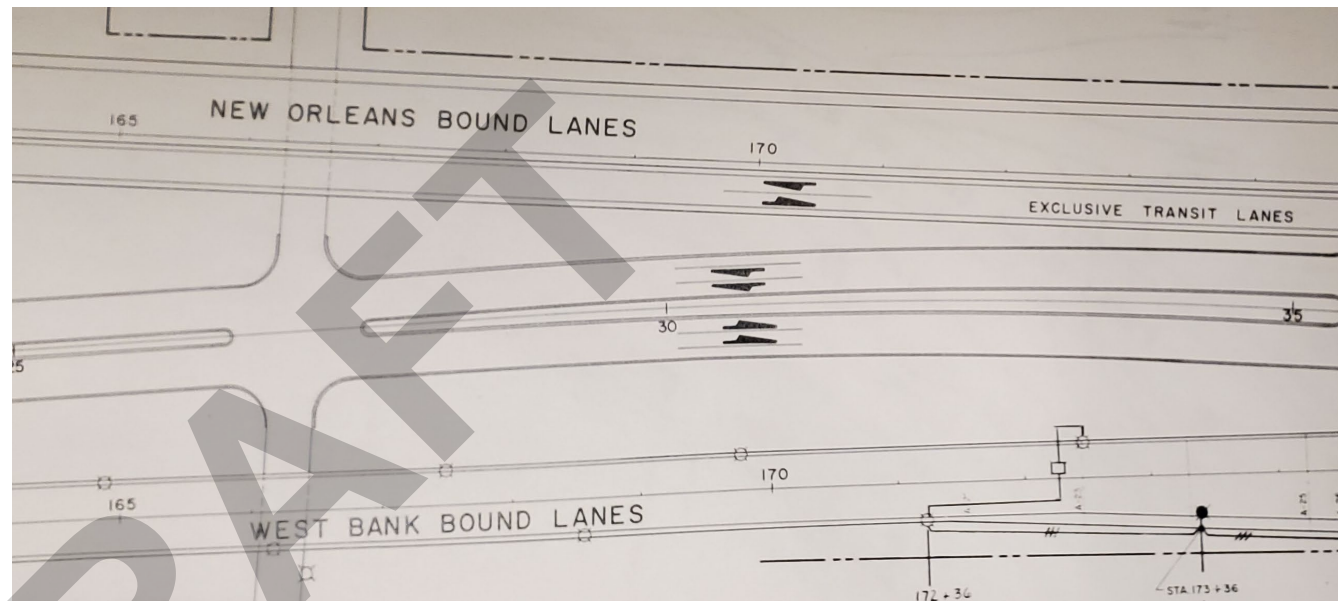 NEW ORLEANS BOUND LANES
165
170
EXCLUSIVE TRANSIT LANES
30
35
170
165
WEST BANK BOUND LANES
A-23
A-25
172+36
STA. 173+36
DRAFT